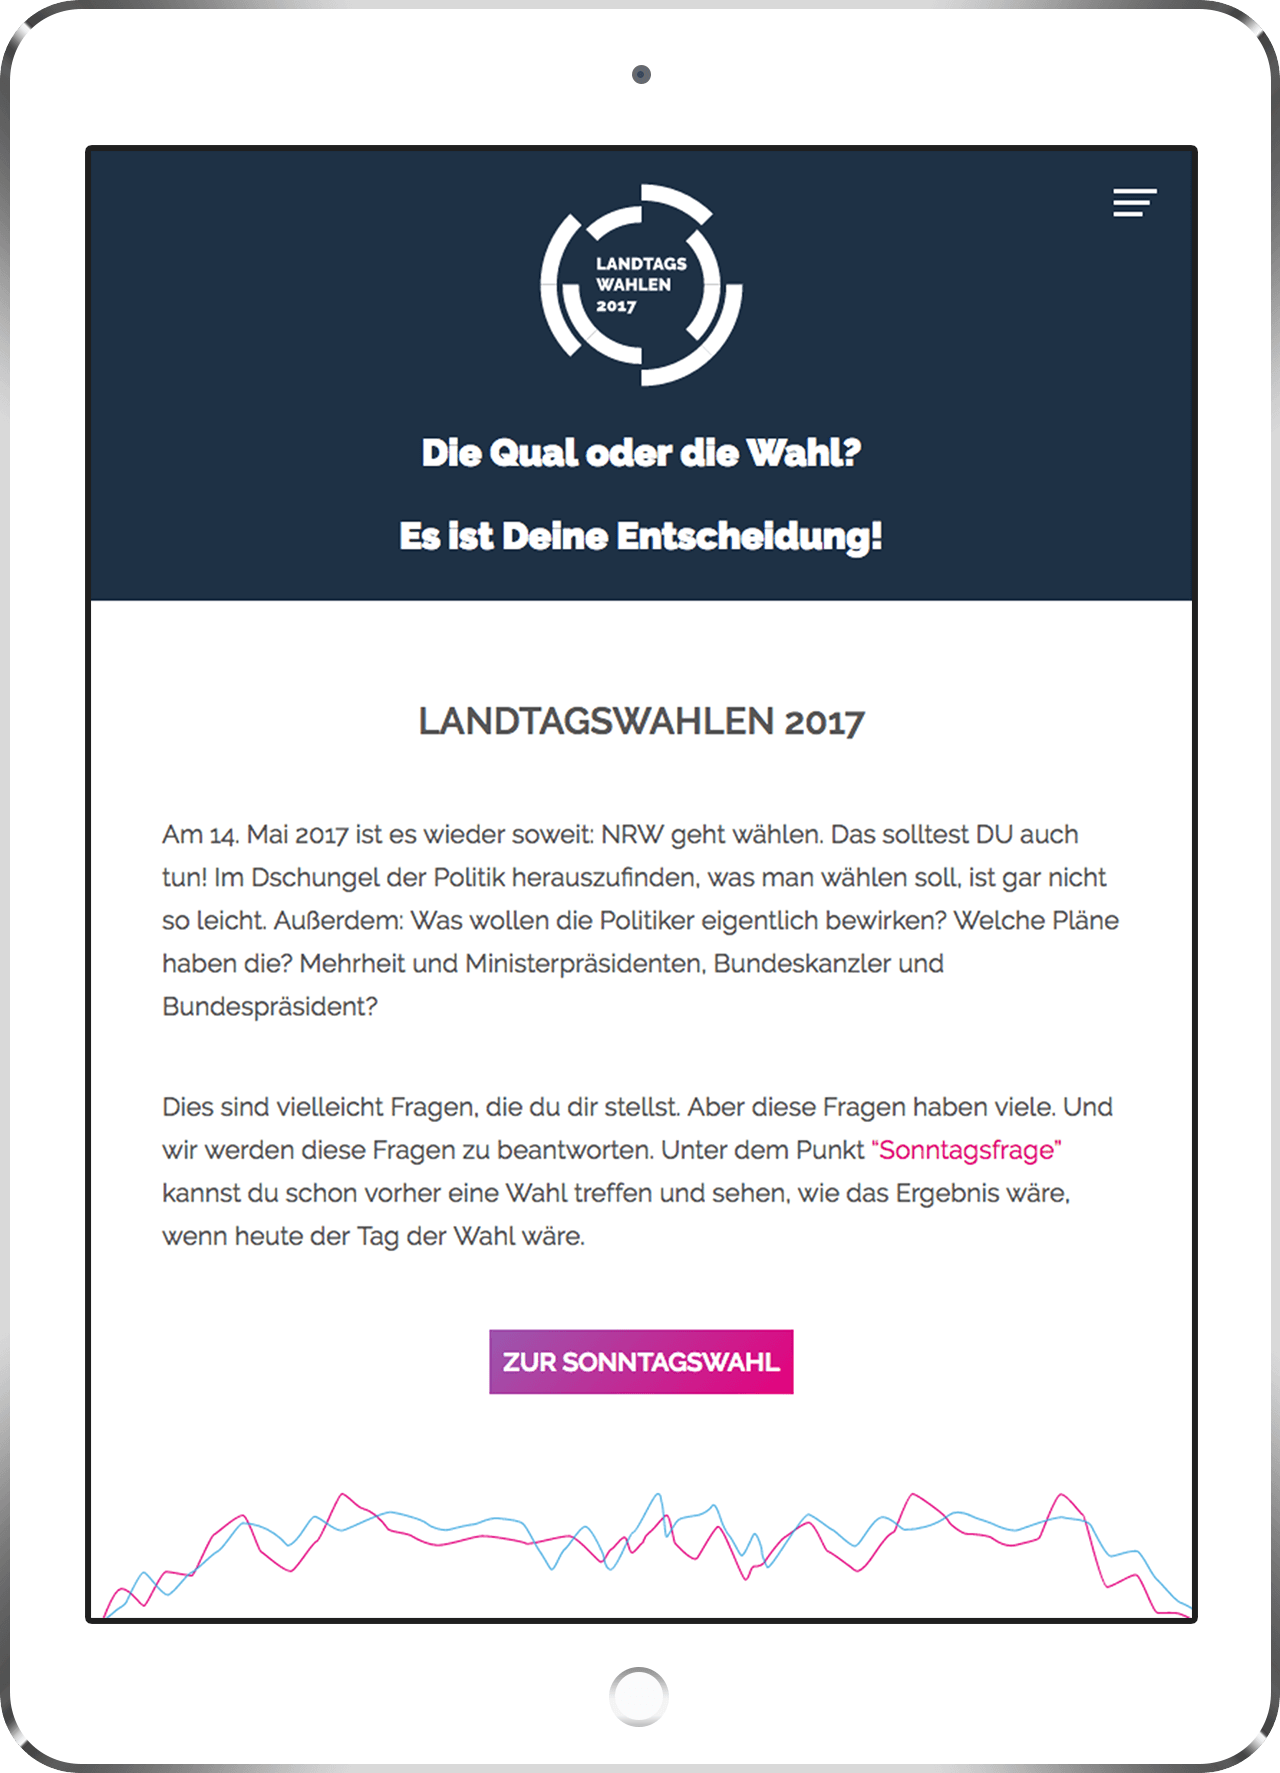 LANDTAGS
WAHLEN
2017
Die Qual oder die Wahl?
Es ist Deine Entscheidung!
LANDTAGSWAHLEN 2017
Am 14. Mai 2017 ist es wieder soweit: NRW geht wählen. Das solltest DU auch
tun! Im Dschungel der Politik herauszufinden, was man wählen soll, ist gar nicht
so leicht. Außerdem: Was wollen die Politiker eigentlich bewirken? Welche Pläne
haben die? Mehrheit und Ministerpräsidenten, Bundeskanzler und
Bundespräsident?
Dies sind vielleicht Fragen, die du dir stellst. Aber diese Fragen haben viele. Und
wir werden diese Fragen zu beantworten. Unter dem Punkt “Sonntagsfrage”
kannst du schon vorher eine Wahl treffen und sehen, wie das Ergebnis wäre,
wenn heute der Tag der Wahl wäre.
ZUR SONNTAGSWAHL